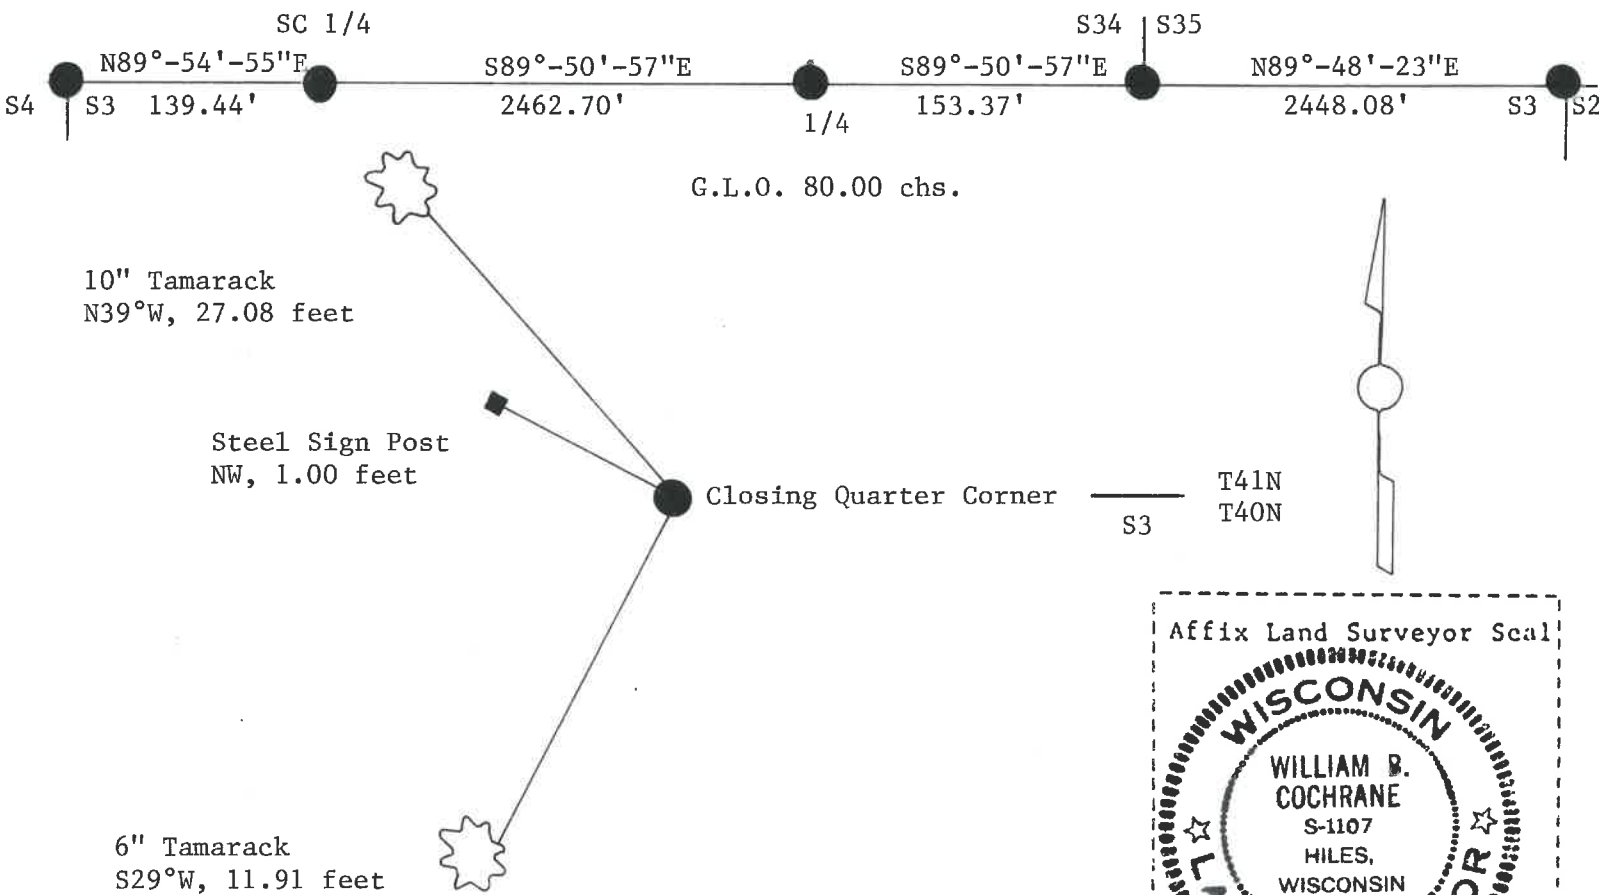 SC 1/4
S34 S35
N89°-54'-55"E
S89°-50'-57"E
S89°-50'-57"E
N89°-48'-23"E
S4 S3 139.44'
2462.70'
1/4
153.37'
2448.08'
S3 S2
G.L.O. 80.00 chs.
10" Tamarack
N39°W, 27.08 feet
Steel Sign Post
NW, 1.00 feet
Closing Quarter Corner
S3
T41N
T40N
6" Tamarack
S29°W, 11.91 feet
Affix Land Surveyor Seal
WISCONSIN
WILLIAM B.
COCHRANE
S-1107
HILES,
WISCONSIN